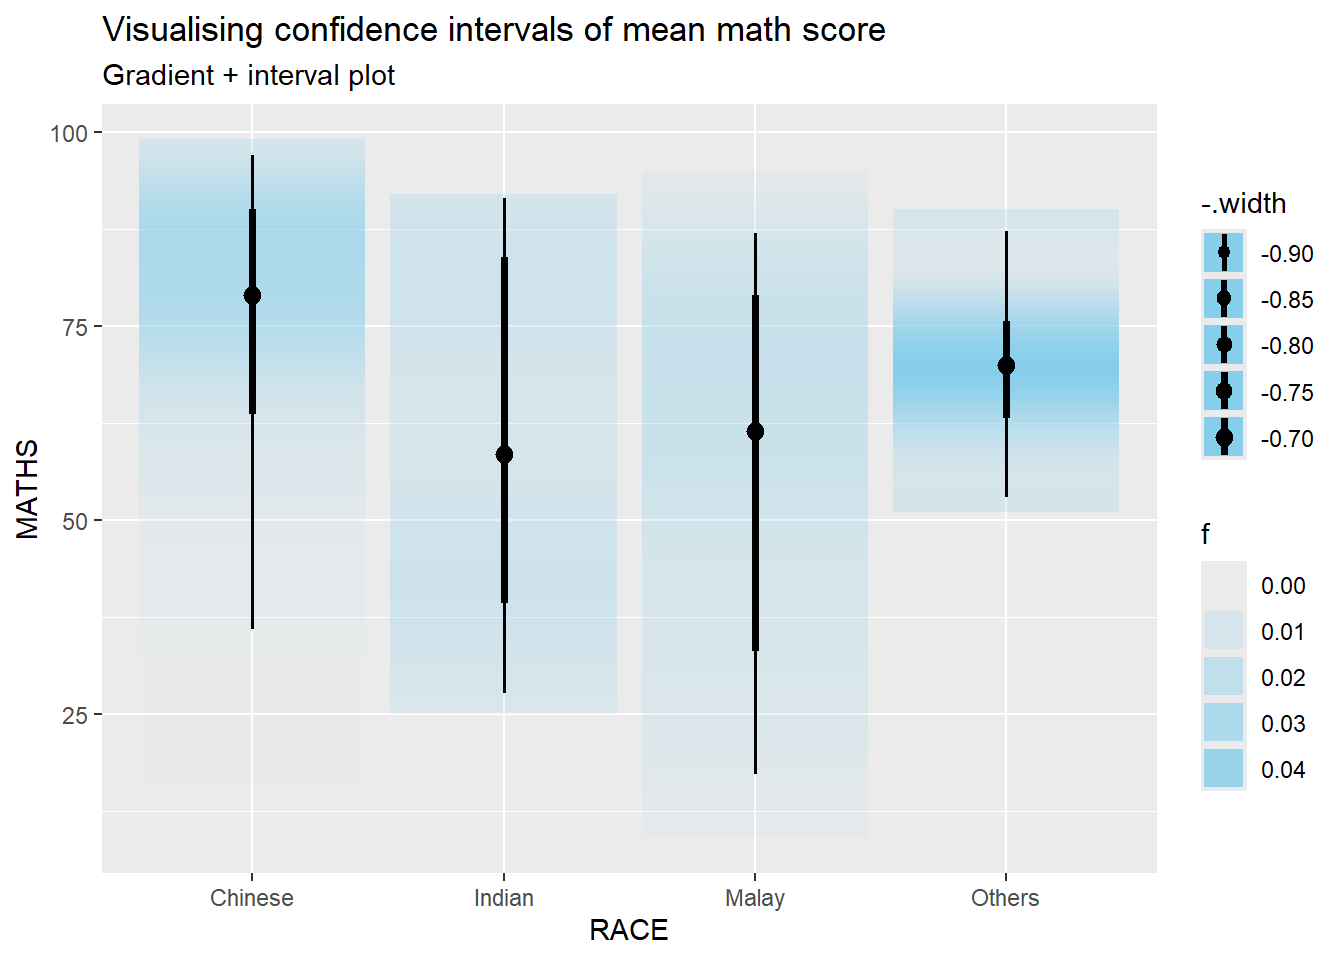 Visualising confidence intervals of mean math score
Gradient + interval plot
MATHS
100
75
50
25
Chinese
Indian
Malay
Others
RACE
-.width
-0.90
-0.85
-0.80
-0.75
-0.70
f
0.00
0.01
0.02
0.03
0.04